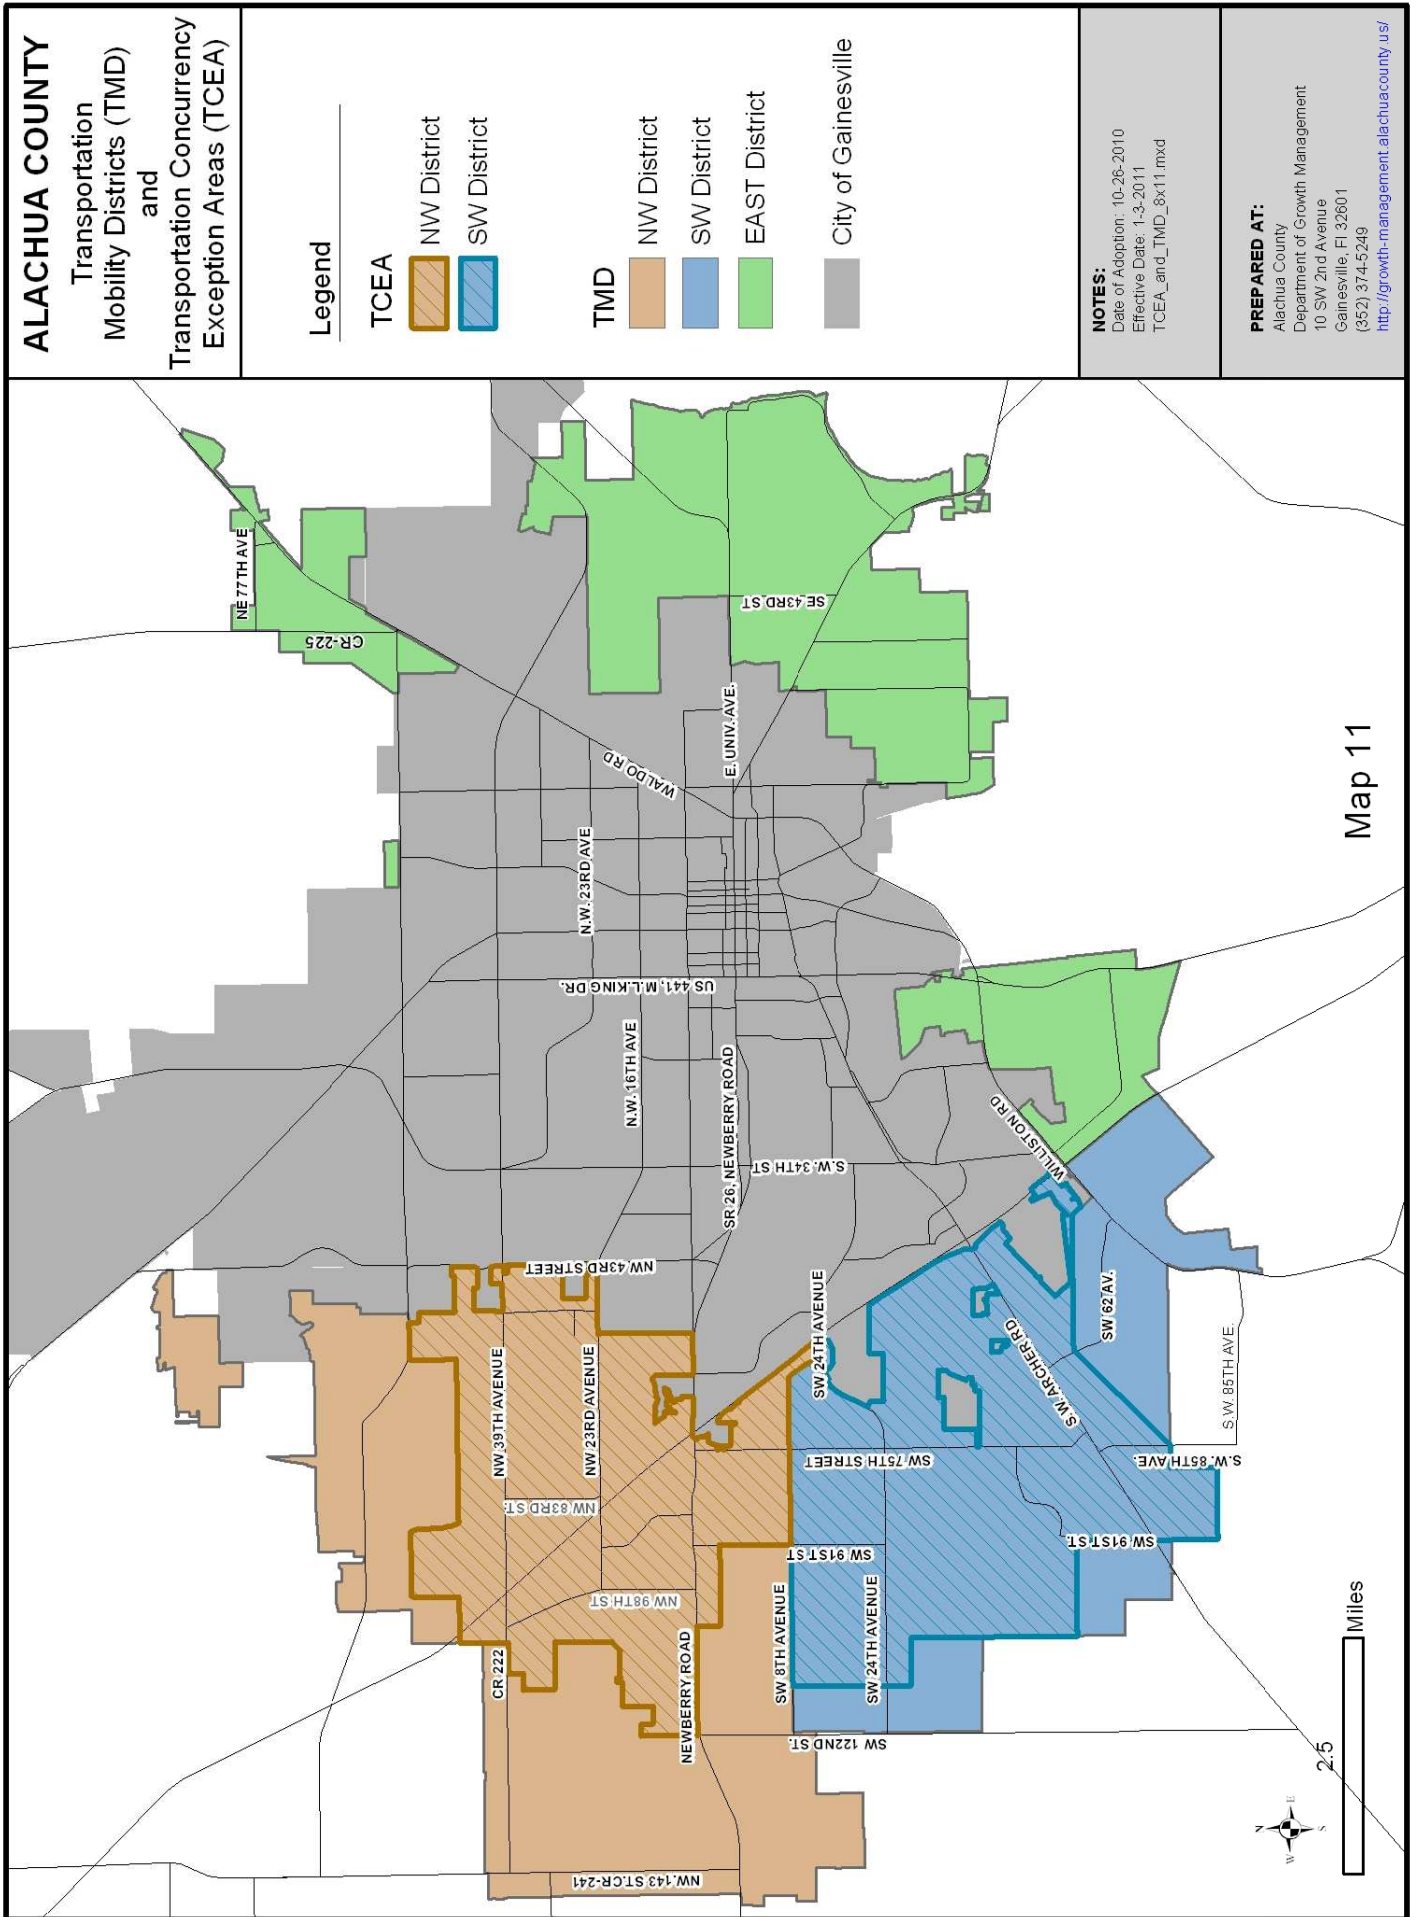 ALACHUA COUNTY
Transportation
Mobility Districts (TMD)
and
Transportation Concurrency
Exception Areas (TCEA)
Legend
TCEA
NW District
SW District
TMD
NW District
SW District
EAST District
City of Gainesville
NOTES:
Date of Adoption: 10-26-2010
Effective Date: 1-3-2011
TCEA_and_TMD_8x11.mxd
PREPARED AT:
Alachua County
Department of Growth Management
10 SW 2nd Avenue
Gainesville, Fl 32601
(352) 374-5249
http://growth-management.alachuacounty.us/
NE 77TH AVE
CR-225
SE 43RD ST
E. UNIV. AVE.
WALDO RD
N.W. 23RD AVE
US 441, M.L.KING DR.
N.W. 16TH AVE
SR 26, NEWBERRY ROAD
S.W. 34TH ST
WILLISTON RD
NW 43RD STREET
SW 24TH AVENUE
SW 62 AV.
S.W. ARCHER RD
S.W. 85TH AVE.
S.W. 85TH AVE.
NW 39TH AVENUE
NW 23RD AVENUE
NW 83RD ST.
SW 75TH STREET
SW 91ST ST
SW 91ST ST.
NW 98TH ST
SW 8TH AVENUE
SW 24TH AVENUE
CR 222
NEWBERRY ROAD
SW 122ND ST.
NW 143 ST.CR-241
Map 11
N
W
E
S
2.5
Miles